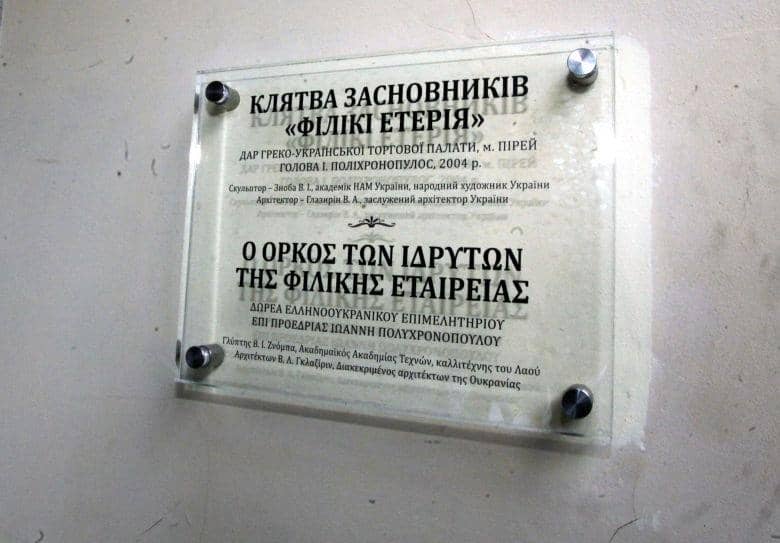 КЛЯТВА ЗАСНОВНИКІВ
«ФІЛІКІ ЕТЕРІЯ»
ДАР ГРЕКО-УКРАЇНСЬКОЇ ТОРГОВОЇ ПАЛАТИ, м. ПІРЕЙ
ГОЛОВА І. ПОЛІХРОНОПУЛОС, 2004 р.
Скульптор – Зноба В. І., академік НАМ України, народний художник України
Архітектор – Глазирін В. А., заслужений архітектор України
Ο ΟΡΚΟΣ ΤΩΝ ΙΔΡΥΤΩΝ
ΤΗΣ ΦΙΛΙΚΗΣ ΕΤΑΙΡΕΙΑΣ
ΔΩΡΕΑ ΕΛΛΗΝΟΟΥΚΡΑΝΙΚΟΥ ΕΠΙΜΕΛΗΤΗΡΙΟΥ
ΕΠΙ ΠΡΟΕΔΡΙΑΣ ΙΩΑΝΝΗ ΠΟΛΥΧΡΟΝΟΠΟΥΛΟΥ
Γλύπτης Β. Ι. Ζνόμπα, Ακαδημαϊκός Ακαδημίας Τεχνών, καλλιτέχνης του Λαού
Αρχιτέκτων Β. Α. Γκλαζίριν, Διακεκριμένος αρχιτέκτων της Ουκρανίας